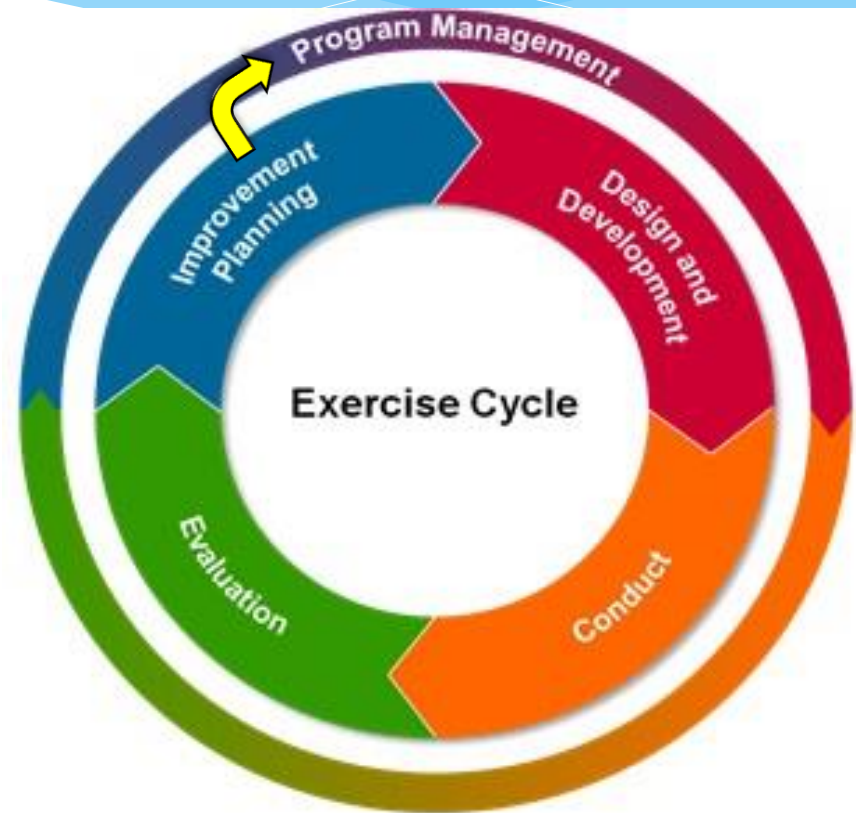 Program Management
Improvement
Planning
Design and
Development
Exercise Cycle
Evaluation
Conduct